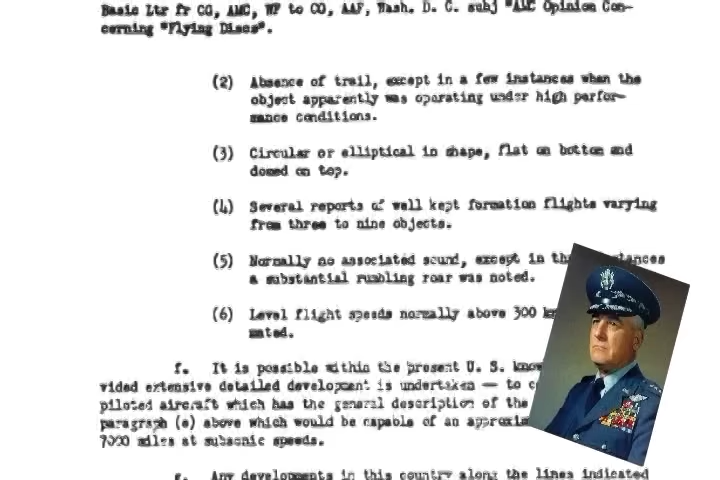 Basic Ltr fr CG, AMC, WF to CG, AAF, Wash. D. C. subj "AMC Opinion Con-
cerning "Flying Discs".
(2) Absence of trail, except in a few instances when the
object apparently was operating under high perfor-
mance conditions.
(3) Circular or elliptical in shape, flat on bottom and
domed on top.
(4) Several reports of well kept formation flights varying
from three to nine objects.
(5) Normally no associated sound, except in
a substantial rumbling roar was noted.
(6) Level flight speeds normally above 300
mated.
f. It is possible within the present U. S.
vided extensive detailed development is undertaken — to
piloted aircraft which has the general description of the
paragraph (e) above which would be capable of an
7000 miles at subsonic speeds.
Any developments in this country along the lines indicated